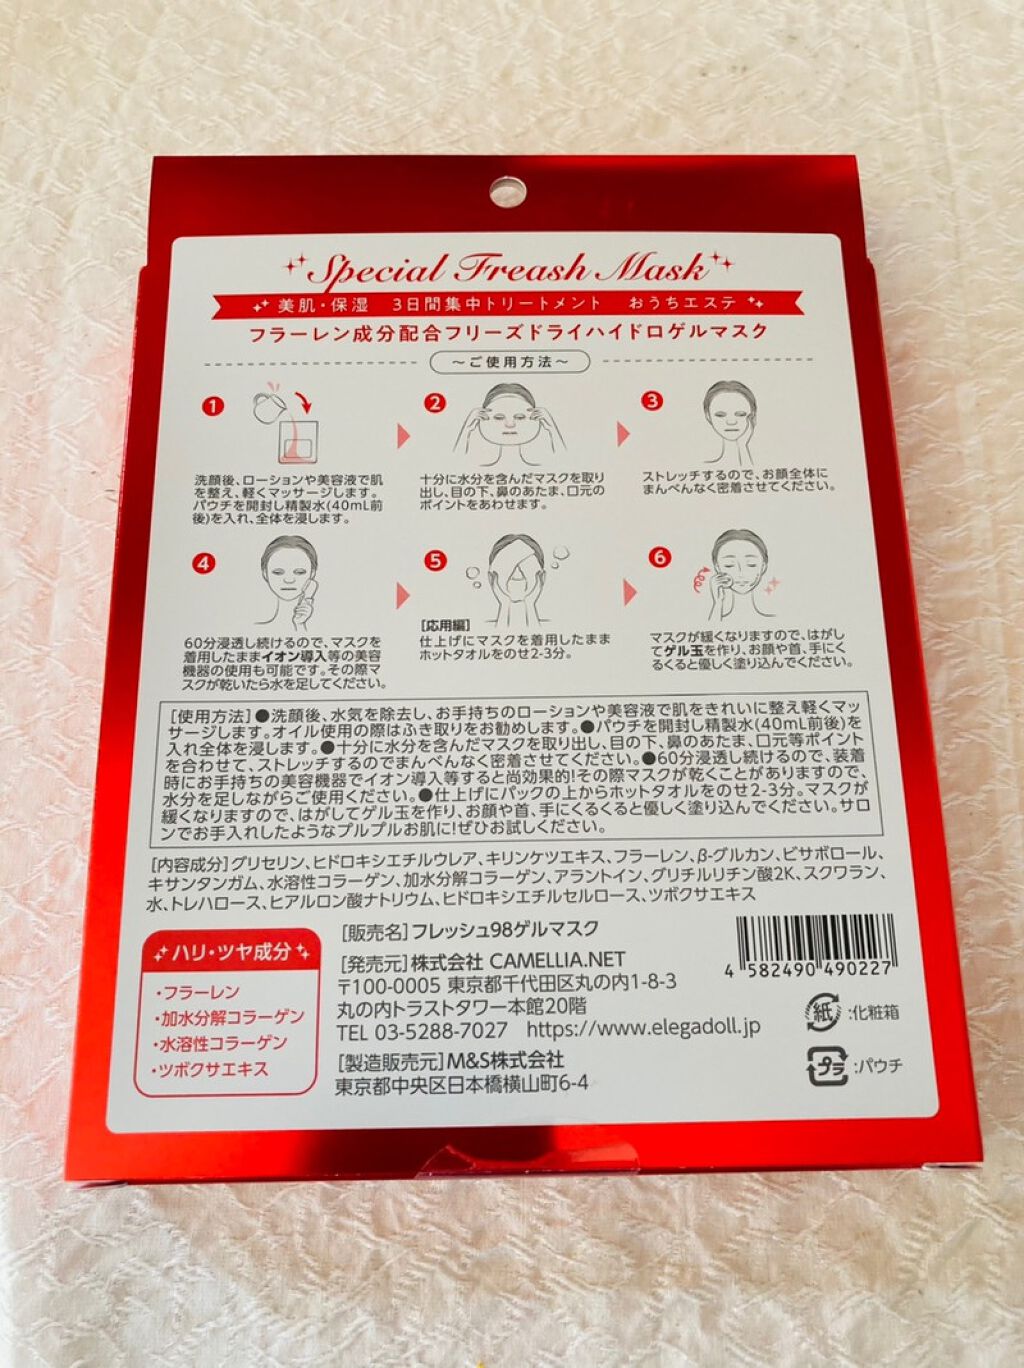 Special Freash Mask
美肌・保湿　3日間集中トリートメント　おうちエステ
フラーレン成分配合フリーズドライハイドロゲルマスク
～ご使用方法～
1
洗顔後、ローションや美容液で肌
を整え、軽くマッサージします。
パウチを開封し精製水(40mL前
後)を入れ、全体を浸します。
2
十分に水分を含んだマスクを取り
出し、目の下、鼻のあたま、口元の
ポイントをあわせます。
3
ストレッチするので、お顔全体に
まんべんなく密着させてください。
4
60分浸透し続けるので、マスクを
着用したままイオン導入等の美容
機器の使用も可能です。その際マ
スクが乾いたら水を足してください。
5
[応用編]
仕上げにマスクを着用したまま
ホットタオルをのせ2-3分。
6
マスクが緩くなりますので、はがし
てゲル玉を作り、お顔や首、手にく
るくると優しく塗り込んでください。
[使用方法]●洗顔後、水気を除去し、お手持ちのローションや美容液で肌をきれいに整え軽くマッ
サージします。オイル使用の際はふき取りをお勧めします。●パウチを開封し精製水(40mL前後)を
入れ全体を浸します。●十分に水分を含んだマスクを取り出し、目の下、鼻のあたま、口元等ポイント
を合わせて、ストレッチするのでまんべんなく密着させてください。●60分浸透し続けるので、装着
時にお手持ちの美容機器でイオン導入等すると尚効果的!その際マスクが乾くことがありますので、
水分を足しながらご使用ください。●仕上げにパックの上からホットタオルをのせ2-3分。マスクが
緩くなりますので、はがしてゲル玉を作り、お顔や首、手にくるくると優しく塗り込んでください。サロ
ンでお手入れしたようなプルプルお肌に!ぜひお試しください。
[内容成分]グリセリン、ヒドロキシエチルウレア、キリンケツエキス、フラーレン、β-グルカン、ビサボロール、
キサンタンガム、水溶性コラーゲン、加水分解コラーゲン、アラントイン、グリチルリチン酸2K、スクワラン、
水、トレハロース、ヒアルロン酸ナトリウム、ヒドロキシエチルセルロース、ツボクサエキス
ハリ・ツヤ成分
・フラーレン
・加水分解コラーゲン
・水溶性コラーゲン
・ツボクサエキス
[販売名]フレッシュ98ゲルマスク
[発売元]株式会社 CAMELLIA.NET
〒100-0005 東京都千代田区丸の内1-8-3
丸の内トラストタワー本館20階
TEL 03-5288-7027　https://www.elegadoll.jp
[製造販売元]M&S株式会社
東京都中央区日本橋横山町6-4
4 582490 490227
紙:化粧箱
プラ:パウチ